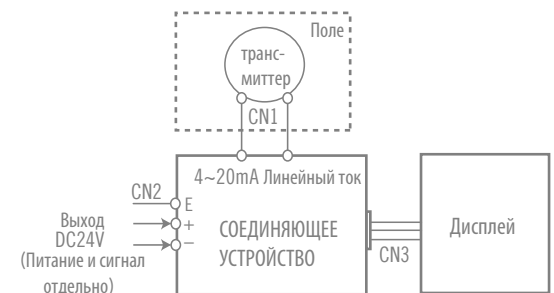 Поле
транс-
миттер
CN1
4~20mA Линейный ток
CN2
E
+
−
Выход
DC24V
(Питание и сигнал
отдельно)
СОЕДИНЯЮЩЕЕ
УСТРОЙСТВО
CN3
Дисплей